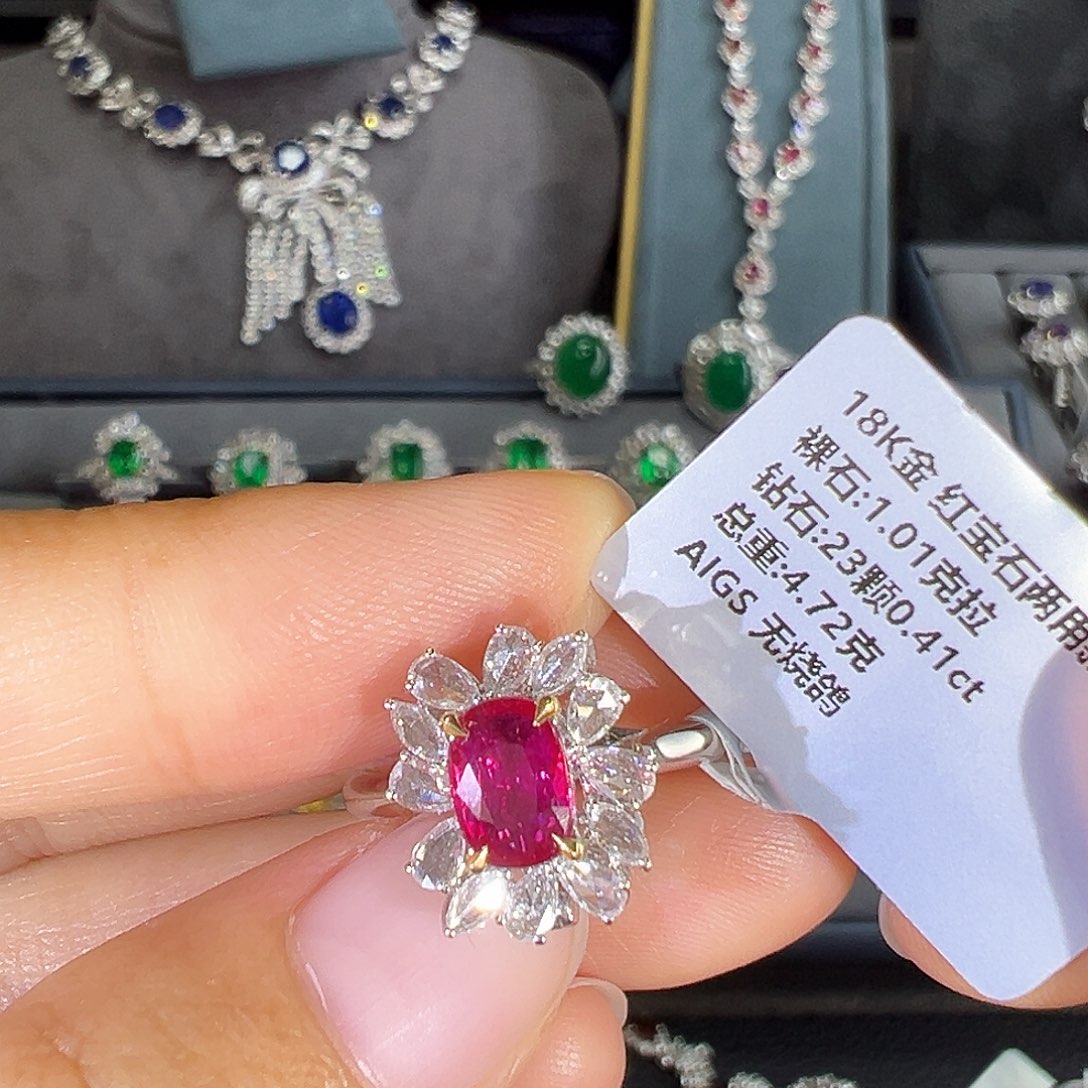 18K金 红宝石两用
裸石:1.01克拉
钻石:23颗0.41ct
总重:4.72克
AIGS 无烧鸽